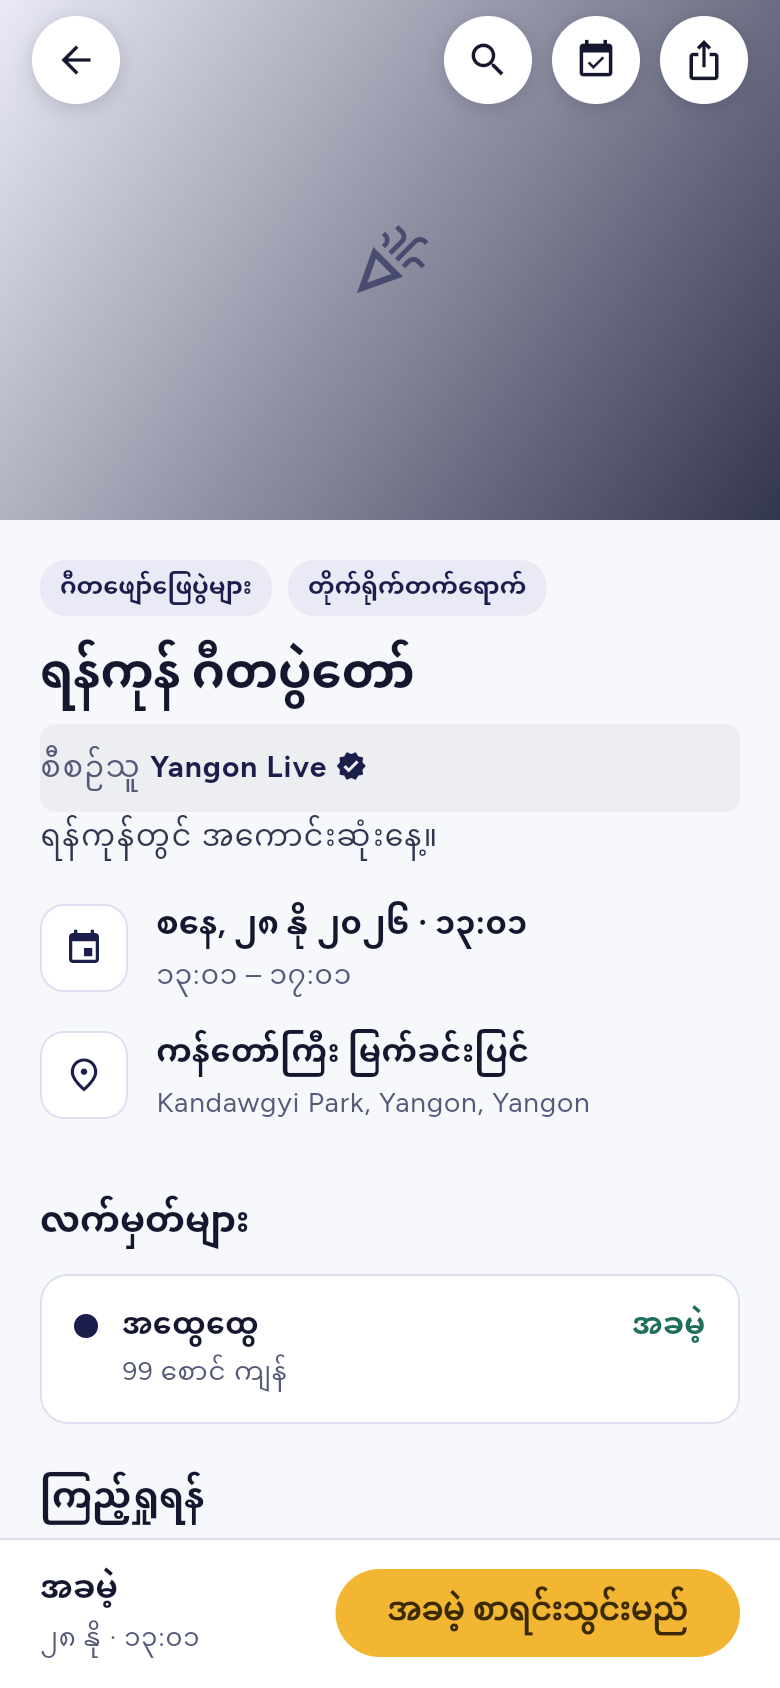 ဂီတဖျော်ဖြေပွဲများ
တိုက်ရိုက်တက်ရောက်
ရန်ကုန် ဂီတပွဲတော်
စီစဉ်သူ Yangon Live
ရန်ကုန်တွင် အကောင်းဆုံးနေ့။
စနေ, ၂၈ နို ၂၀၂၆ · ၁၃:၀၁
၁၃:၀၁ – ၁၇:၀၁
ကန်တော်ကြီး မြက်ခင်းပြင်
Kandawgyi Park, Yangon, Yangon
လက်မှတ်များ
အထွေထွေ
အခမဲ့
99 စောင် ကျန်
ကြည့်ရှုရန်
အခမဲ့
၂၈ နို · ၁၃:၀၁
အခမဲ့ စာရင်းသွင်းမည်